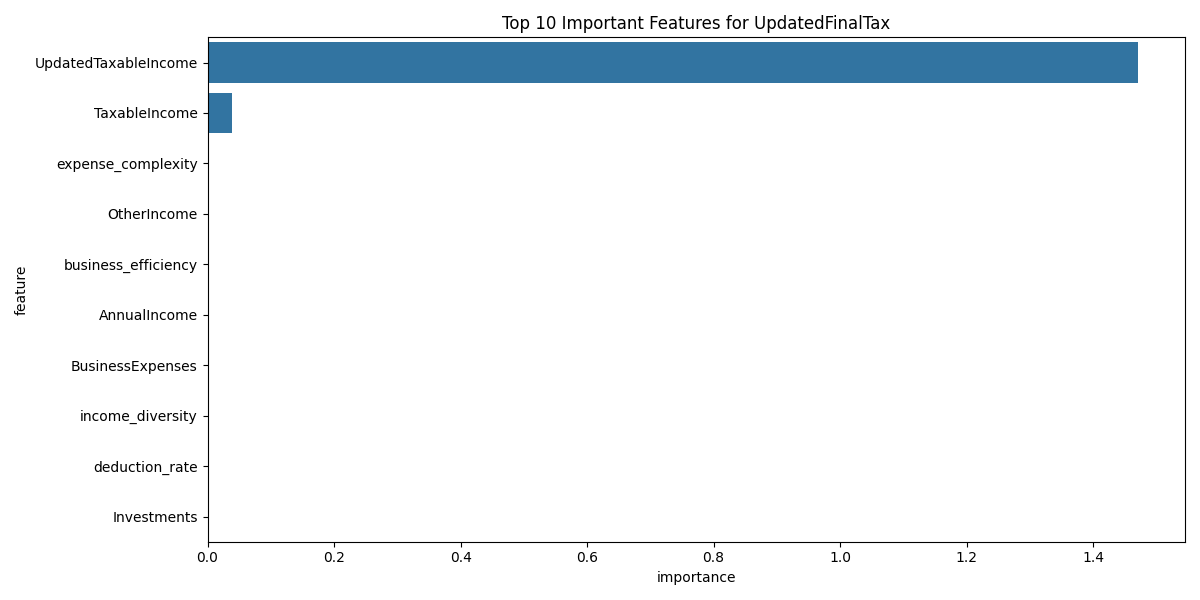 Top 10 Important Features for UpdatedFinalTax
UpdatedTaxableIncome
TaxableIncome
expense_complexity
OtherIncome
business_efficiency
AnnualIncome
BusinessExpenses
income_diversity
deduction_rate
Investments
feature
0.0 0.2 0.4 0.6 0.8 1.0 1.2 1.4
importance